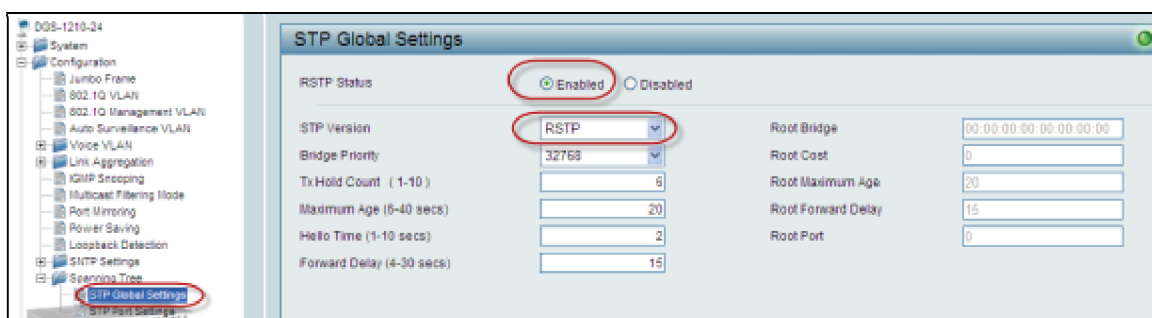 DGS-1210-24
System
Configuration
Jumbo Frame
802.1Q VLAN
802.1Q Management VLAN
Auto Surveillance VLAN
Voice VLAN
Link Aggregation
IGMP Snooping
Multicast Filtering Mode
Port Mirroring
Power Saving
Loopback Detection
SNTP Settings
Spanning Tree
STP Global Settings
STP Port Settings
STP Global Settings
RSTP Status Enabled Disabled
STP Version RSTP Root Bridge 00:00:00:00:00:00:00:00
Bridge Priority 32768 Root Cost 0
Tx Hold Count ( 1-10 ) 6 Root Maximum Age 20
Maximum Age (6-40 secs) 20 Root Forward Delay 15
Hello Time (1-10 secs) 2 Root Port 0
Forward Delay (4-30 secs) 15